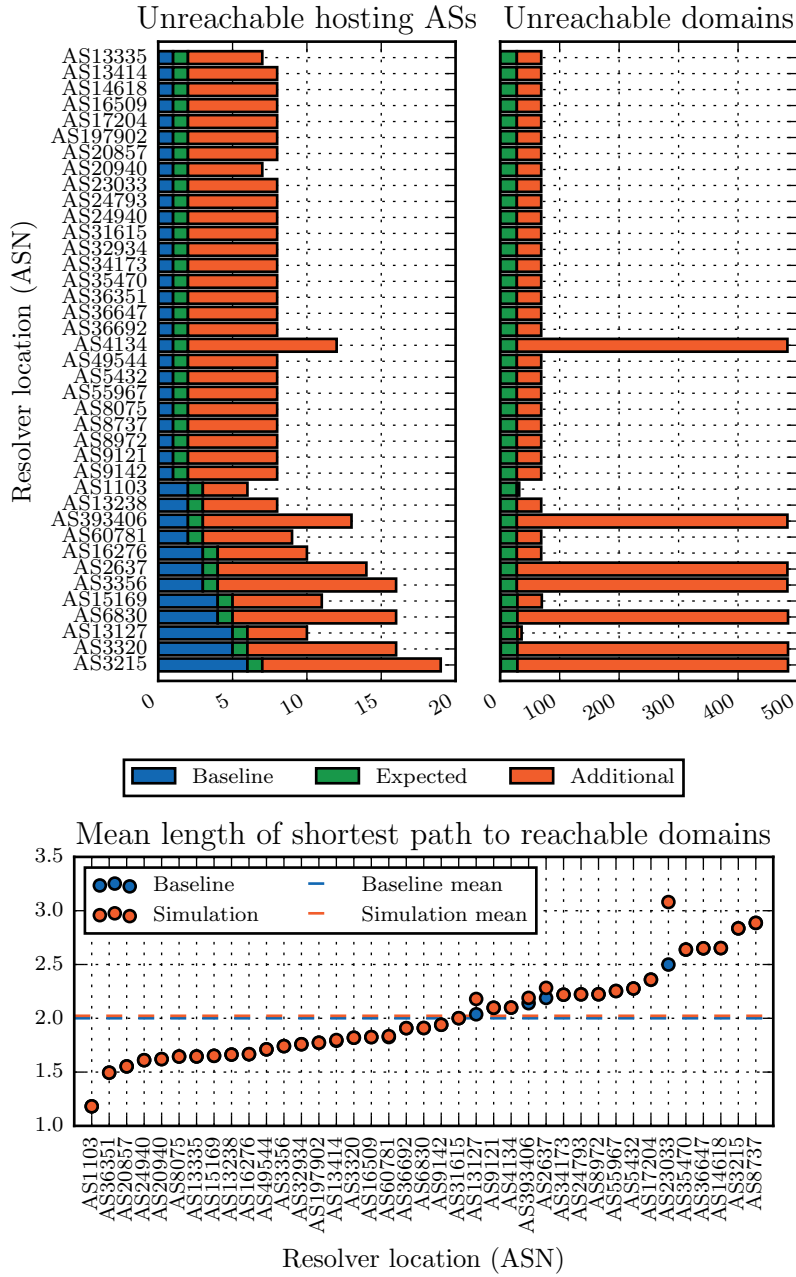 Unreachable hosting ASs
Unreachable domains
Resolver location (ASN)
AS13335
AS13414
AS14618
AS16509
AS17204
AS197902
AS20857
AS20940
AS23033
AS24793
AS24940
AS31615
AS32934
AS34173
AS35470
AS36351
AS36647
AS36692
AS4134
AS49544
AS5432
AS55967
AS8075
AS8737
AS8972
AS9121
AS9142
AS1103
AS13238
AS393406
AS60781
AS16276
AS2637
AS3356
AS15169
AS6830
AS13127
AS3320
AS3215
0 5 10 15 20
0 100 200 300 400 500
Baseline Expected Additional
Mean length of shortest path to reachable domains
3.5
3.0
2.5
2.0
1.5
1.0
Baseline Baseline mean
Simulation Simulation mean
AS1103
AS36351
AS20857
AS24940
AS20940
AS8075
AS13335
AS15169
AS13238
AS16276
AS49544
AS3356
AS32934
AS197902
AS13414
AS3320
AS16509
AS60781
AS36692
AS6830
AS9142
AS31615
AS13127
AS9121
AS4134
AS393406
AS2637
AS34173
AS24793
AS8972
AS55967
AS5432
AS17204
AS23033
AS35470
AS36647
AS14618
AS3215
AS8737
Resolver location (ASN)